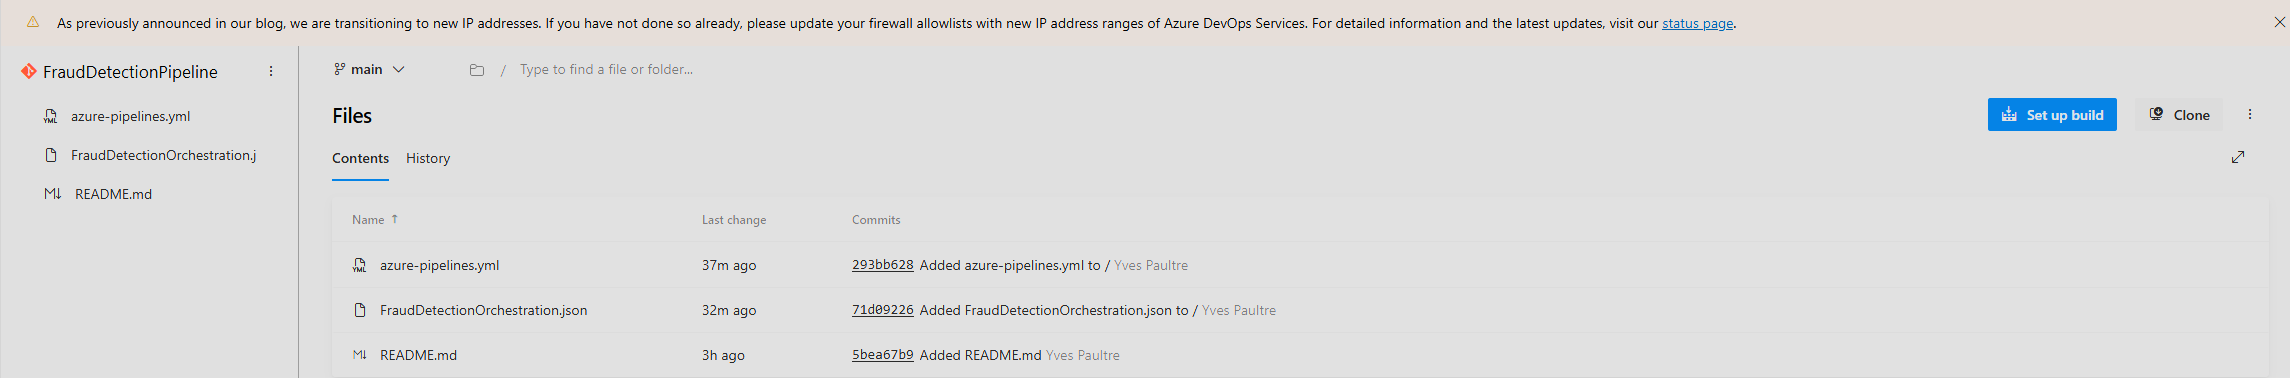 As previously announced in our blog, we are transitioning to new IP addresses. If you have not done so already, please update your firewall allowlists with new IP address ranges of Azure DevOps Services. For detailed information and the latest updates, visit our status page.
FraudDetectionPipeline
azure-pipelines.yml
FraudDetectionOrchestration.j
README.md
main
/ Type to find a file or folder...
Files
Set up build
Clone
Contents History
Name ↑ Last change Commits
YML azure-pipelines.yml 37m ago 293bb628 Added azure-pipelines.yml to / Yves Paultre
FraudDetectionOrchestration.json 32m ago 71d09226 Added FraudDetectionOrchestration.json to / Yves Paultre
M↓ README.md 3h ago 5bea67b9 Added README.md Yves Paultre